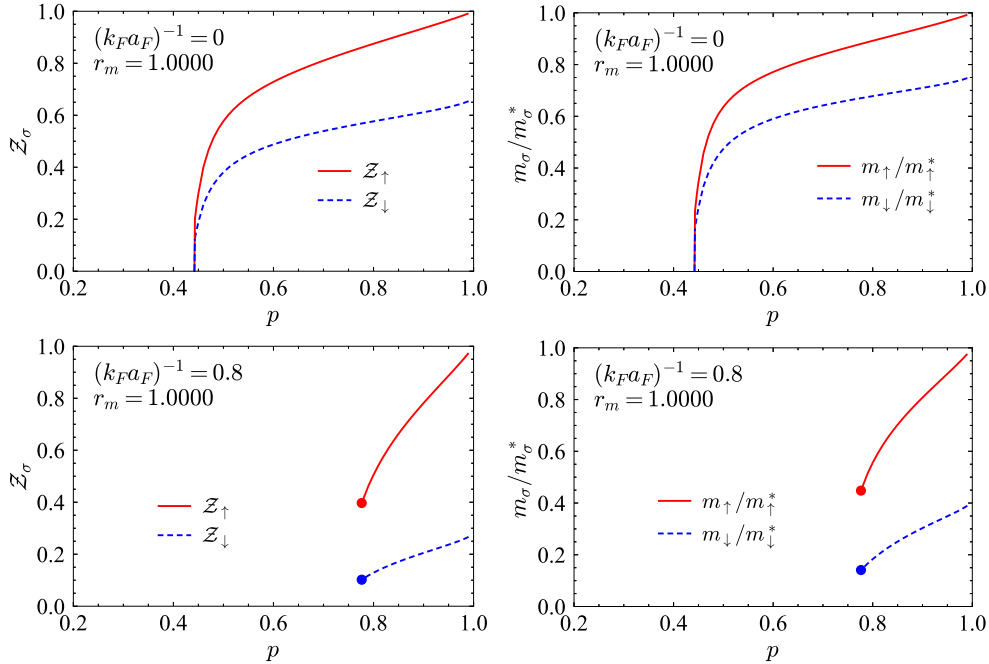 (k_F a_F)^{-1} = 0
r_m = 1.0000
𝒵_σ
1.0
0.8
0.6
0.4
0.2
0.0
𝒵_↑
𝒵_↓
0.2 0.4 0.6 0.8 1.0
p
(k_F a_F)^{-1} = 0
r_m = 1.0000
m_σ/m_σ^*
1.0
0.8
0.6
0.4
0.2
0.0
m_↑/m_↑^*
m_↓/m_↓^*
0.2 0.4 0.6 0.8 1.0
p
(k_F a_F)^{-1} = 0.8
r_m = 1.0000
𝒵_σ
1.0
0.8
0.6
0.4
0.2
0.0
𝒵_↑
𝒵_↓
0.2 0.4 0.6 0.8 1.0
p
(k_F a_F)^{-1} = 0.8
r_m = 1.0000
m_σ/m_σ^*
1.0
0.8
0.6
0.4
0.2
0.0
m_↑/m_↑^*
m_↓/m_↓^*
0.2 0.4 0.6 0.8 1.0
p